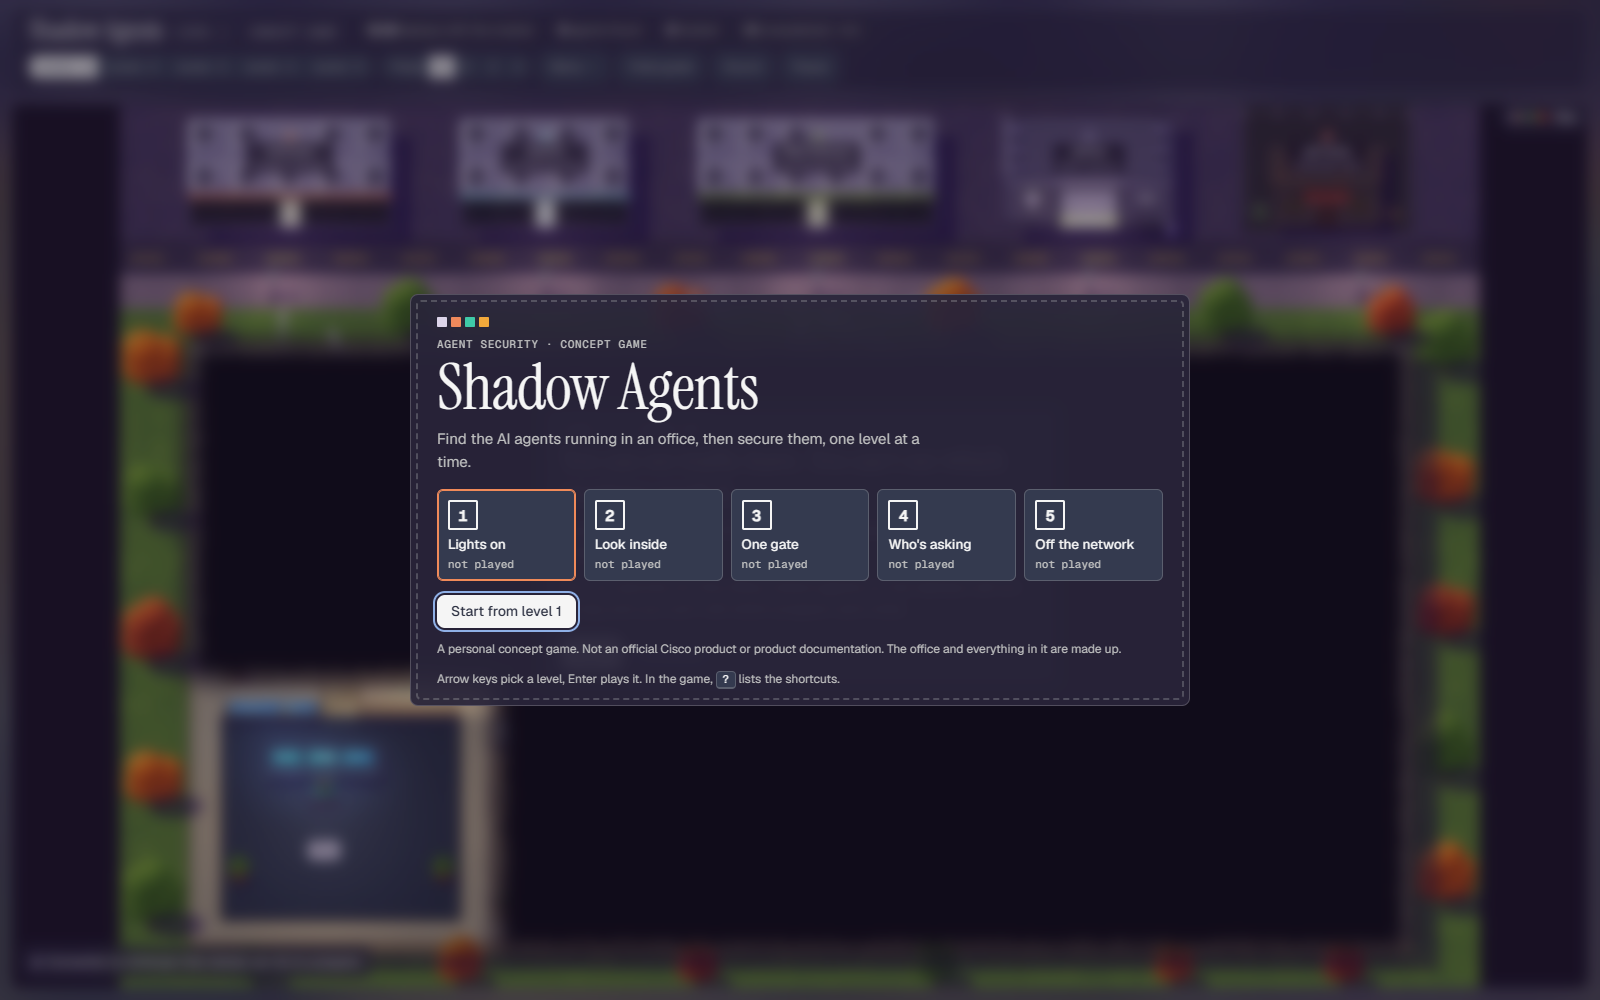 AGENT SECURITY · CONCEPT GAME
Shadow Agents
Find the AI agents running in an office, then secure them, one level at a
time.
1
Lights on
not played
2
Look inside
not played
3
One gate
not played
4
Who's asking
not played
5
Off the network
not played
Start from level 1
A personal concept game. Not an official Cisco product or product documentation. The office and everything in it are made up.
Arrow keys pick a level, Enter plays it. In the game, ? lists the shortcuts.